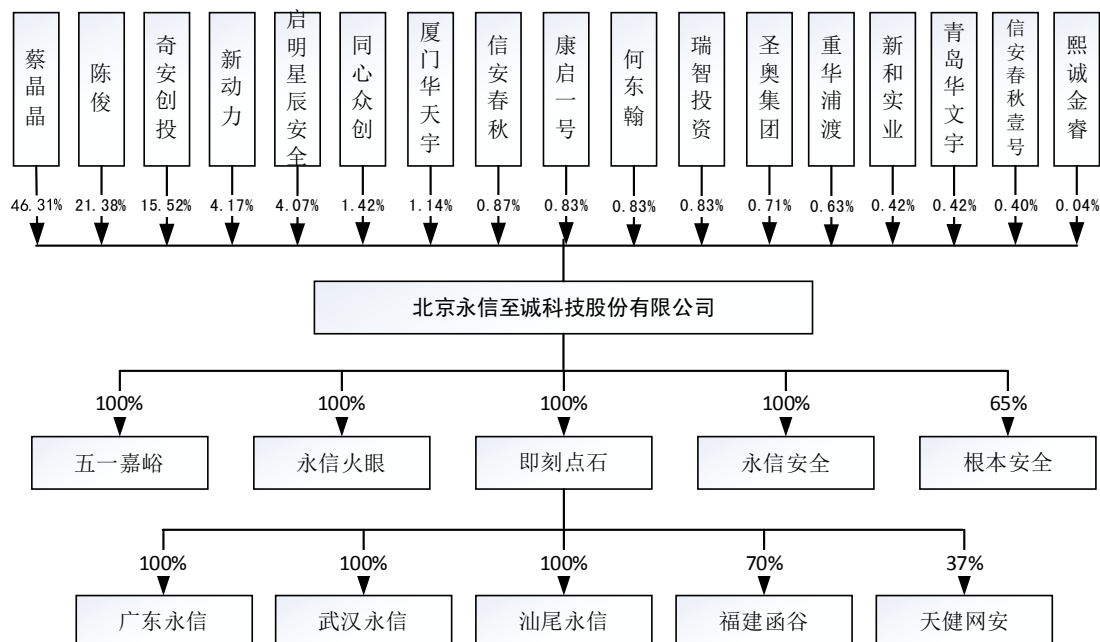 蔡晶晶
陈俊
奇安创投
新动力
启明星辰安全
同心众创
厦门华天宇
信安春秋
康启一号
何东翰
瑞智投资
圣奥集团
重华浦渡
新和实业
青岛华文宇
信安春秋壹号
熙诚金睿
46.31%
21.38%
15.52%
4.17%
4.07%
1.42%
1.14%
0.87%
0.83%
0.83%
0.83%
0.71%
0.63%
0.42%
0.42%
0.40%
0.04%
北京永信至诚科技股份有限公司
100%
100%
100%
100%
65%
五一嘉峪
永信火眼
即刻点石
永信安全
根本安全
100%
100%
100%
70%
37%
广东永信
武汉永信
汕尾永信
福建函谷
天健网安